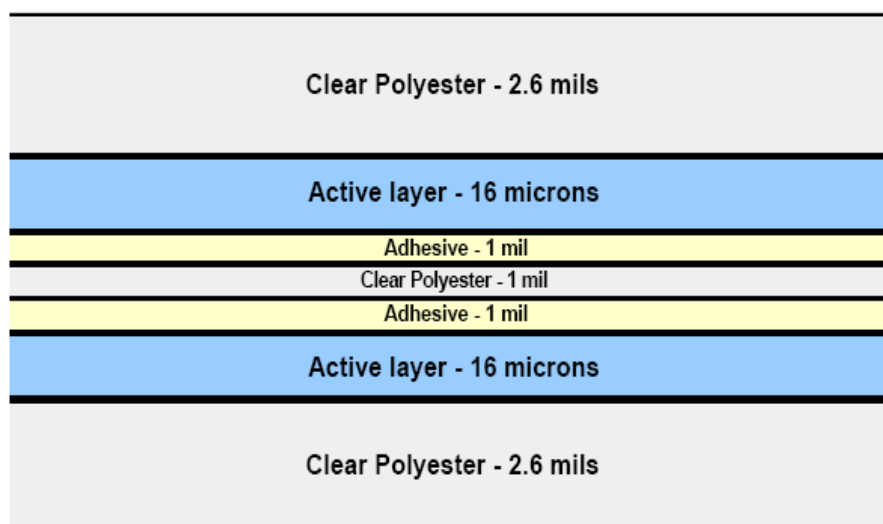 Clear Polyester - 2.6 mils
Active layer - 16 microns
Adhesive - 1 mil
Clear Polyester - 1 mil
Adhesive - 1 mil
Active layer - 16 microns
Clear Polyester - 2.6 mils